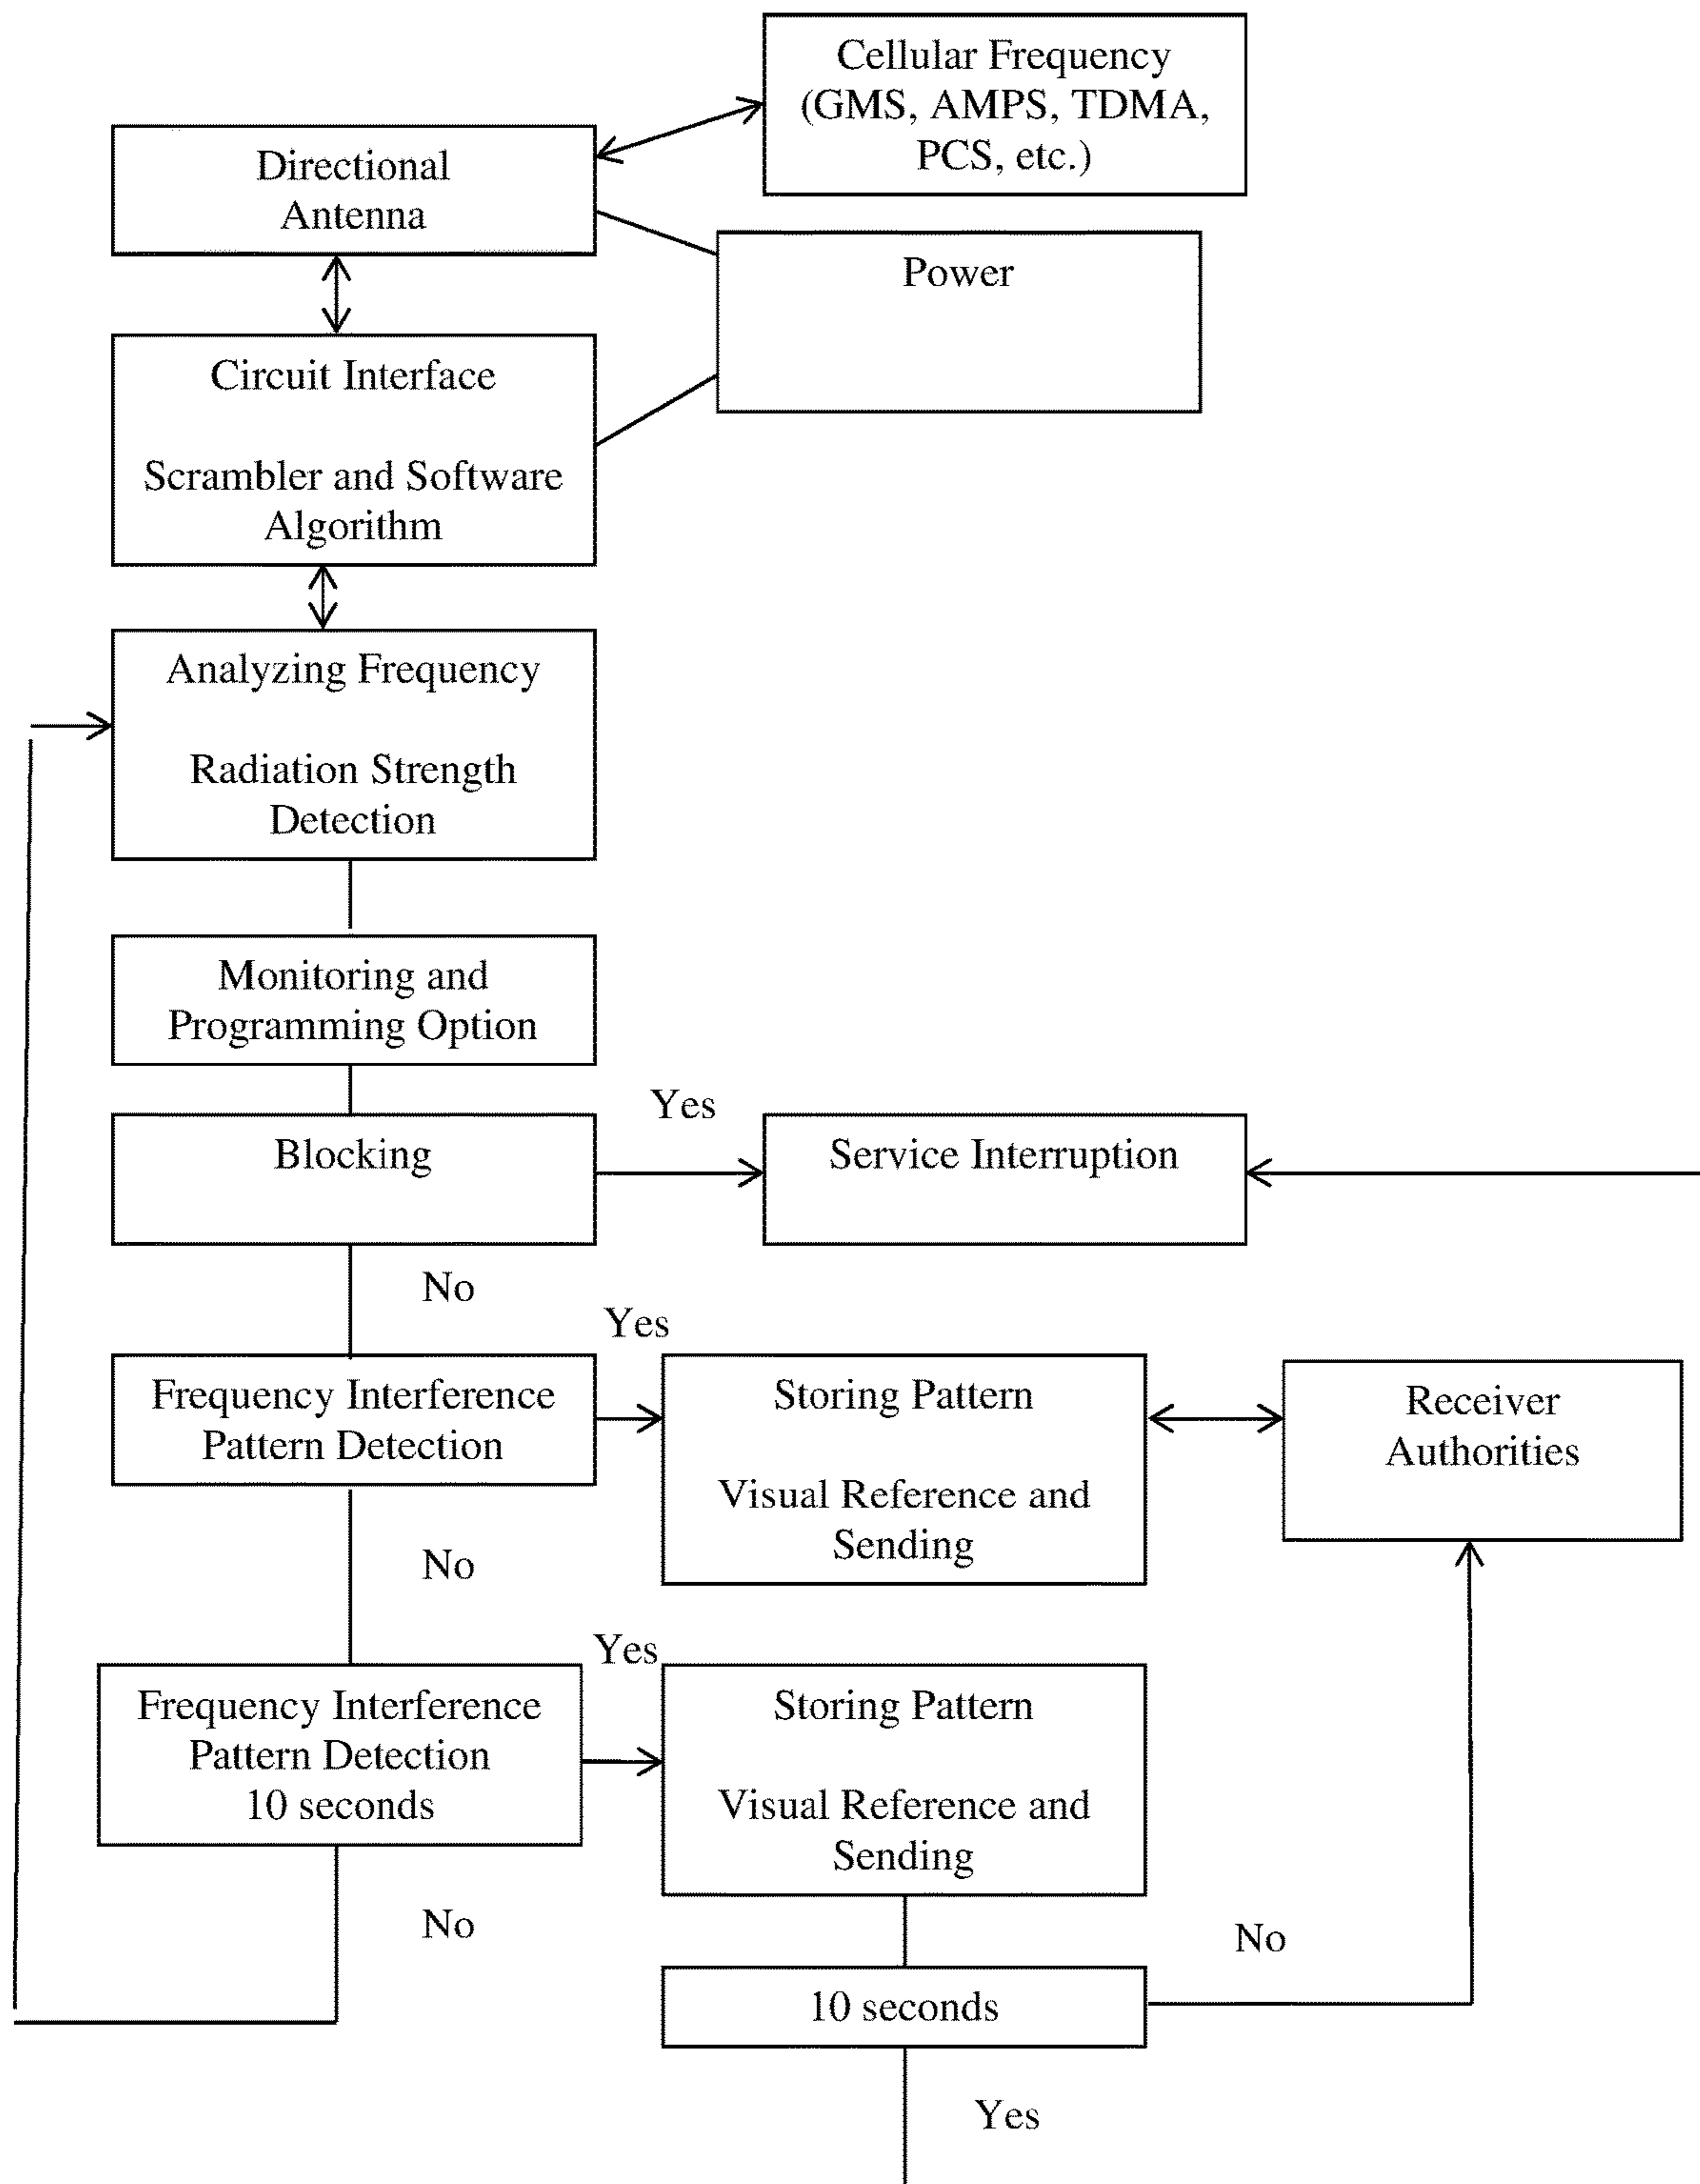 Cellular Frequency
(GMS, AMPS, TDMA,
PCS, etc.)
Directional
Antenna
Power
Circuit Interface
Scrambler and Software
Algorithm
Analyzing Frequency
Radiation Strength
Detection
Monitoring and
Programming Option
Yes
Blocking
Service Interruption
No
Yes
Frequency Interference
Pattern Detection
Storing Pattern
Visual Reference and
Sending
Receiver
Authorities
No
Yes
Frequency Interference
Pattern Detection
10 seconds
Storing Pattern
Visual Reference and
Sending
No
No
10 seconds
Yes